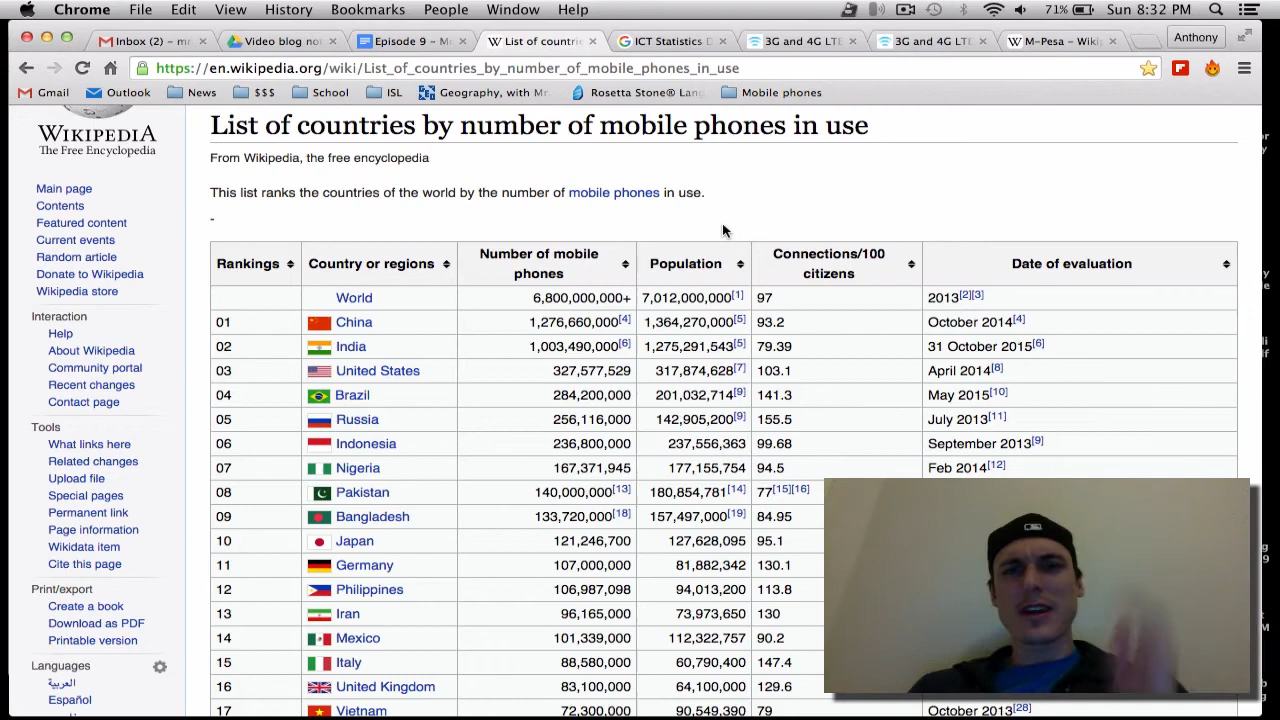 Chrome File Edit View History Bookmarks People Window Help 71% Sun 8:32 PM
Inbox (2) – m Video blog not Episode 9 – M List of countri ICT Statistics D 3G and 4G LTE 3G and 4G LTE M-Pesa – Wiki Anthony
https://en.wikipedia.org/wiki/List_of_countries_by_number_of_mobile_phones_in_use
Gmail Outlook News $$$ School ISL Geography, with Mr. Rosetta Stone® Lang Mobile phones
WIKIPEDIA
The Free Encyclopedia
Main page
Contents
Featured content
Current events
Random article
Donate to Wikipedia
Wikipedia store
Interaction
Help
About Wikipedia
Community portal
Recent changes
Contact page
Tools
What links here
Related changes
Upload file
Special pages
Permanent link
Page information
Wikidata item
Cite this page
Print/export
Create a book
Download as PDF
Printable version
Languages
العربية
Español
List of countries by number of mobile phones in use
From Wikipedia, the free encyclopedia
This list ranks the countries of the world by the number of mobile phones in use.
-
Rankings Country or regions Number of mobile phones Population Connections/100 citizens Date of evaluation
World 6,800,000,000+ 7,012,000,000[1] 97 2013[2][3]
01 China 1,276,660,000[4] 1,364,270,000[5] 93.2 October 2014[4]
02 India 1,003,490,000[6] 1,275,291,543[5] 79.39 31 October 2015[6]
03 United States 327,577,529 317,874,628[7] 103.1 April 2014[8]
04 Brazil 284,200,000 201,032,714[9] 141.3 May 2015[10]
05 Russia 256,116,000 142,905,200[9] 155.5 July 2013[11]
06 Indonesia 236,800,000 237,556,363 99.68 September 2013[9]
07 Nigeria 167,371,945 177,155,754 94.5 Feb 2014[12]
08 Pakistan 140,000,000[13] 180,854,781[14] 77[15][16]
09 Bangladesh 133,720,000[18] 157,497,000[19] 84.95
10 Japan 121,246,700 127,628,095 95.1
11 Germany 107,000,000 81,882,342 130.1
12 Philippines 106,987,098 94,013,200 113.8
13 Iran 96,165,000 73,973,650 130
14 Mexico 101,339,000 112,322,757 90.2
15 Italy 88,580,000 60,790,400 147.4
16 United Kingdom 83,100,000 64,100,000 129.6
17 Vietnam 72,300,000 90,549,390 79 October 2013[28]